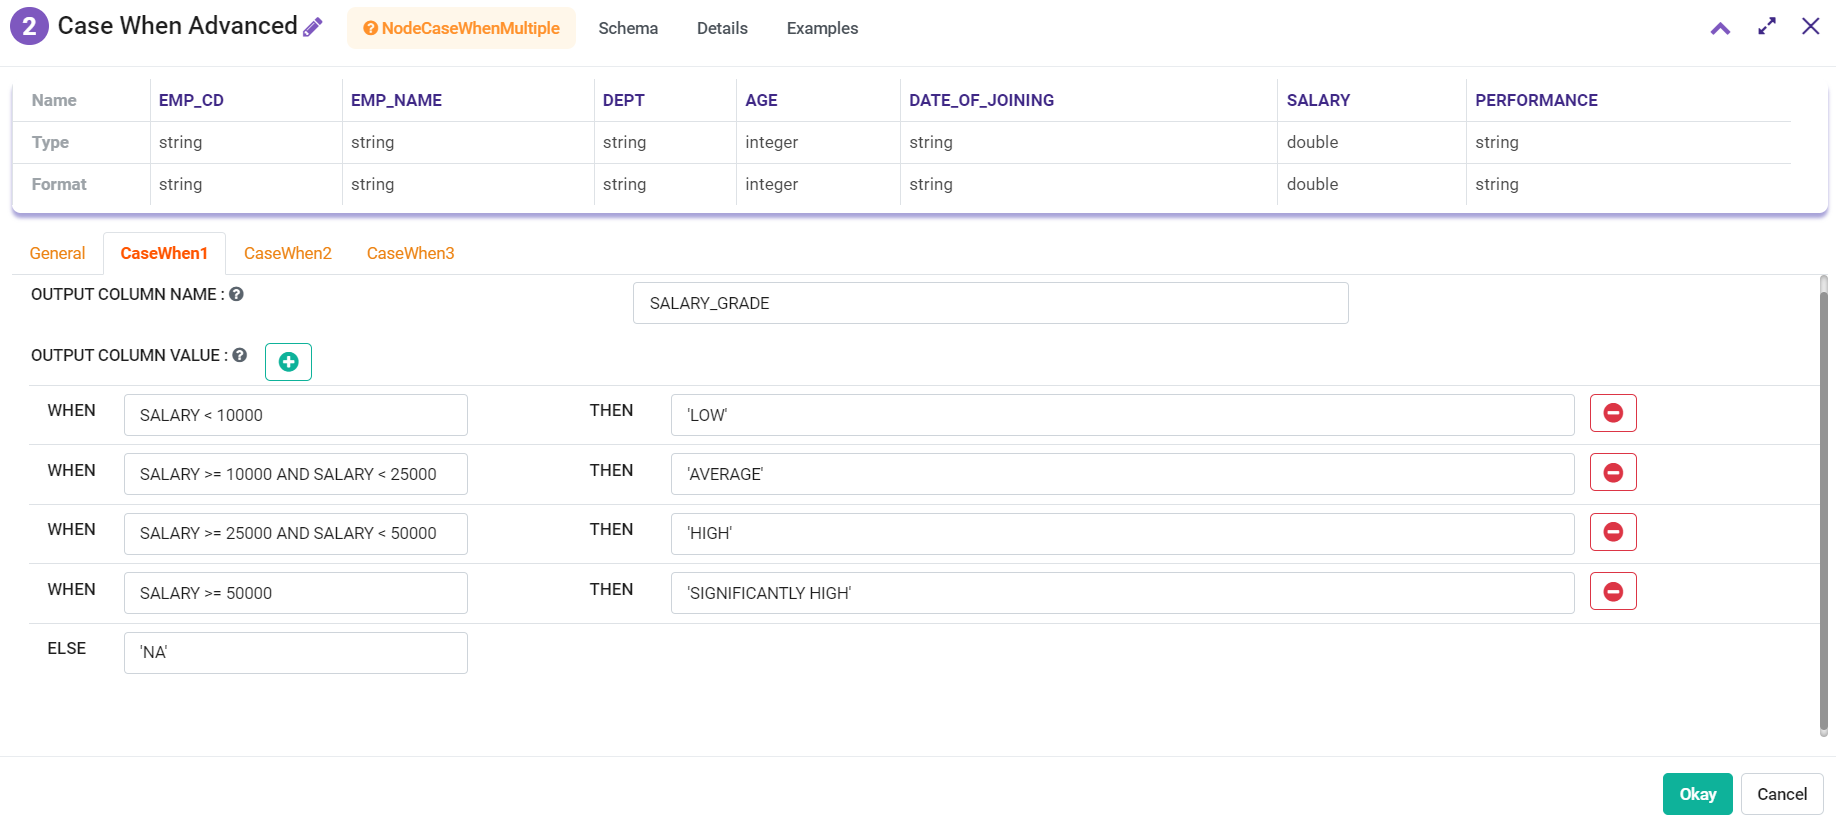 2 Case When Advanced NodeCaseWhenMultiple Schema Details Examples
Name EMP_CD EMP_NAME DEPT AGE DATE_OF_JOINING SALARY PERFORMANCE
Type string string string integer string double string
Format string string string integer string double string
General CaseWhen1 CaseWhen2 CaseWhen3
OUTPUT COLUMN NAME : SALARY_GRADE
OUTPUT COLUMN VALUE :
WHEN SALARY < 10000 THEN 'LOW'
WHEN SALARY >= 10000 AND SALARY < 25000 THEN 'AVERAGE'
WHEN SALARY >= 25000 AND SALARY < 50000 THEN 'HIGH'
WHEN SALARY >= 50000 THEN 'SIGNIFICANTLY HIGH'
ELSE 'NA'
Okay Cancel